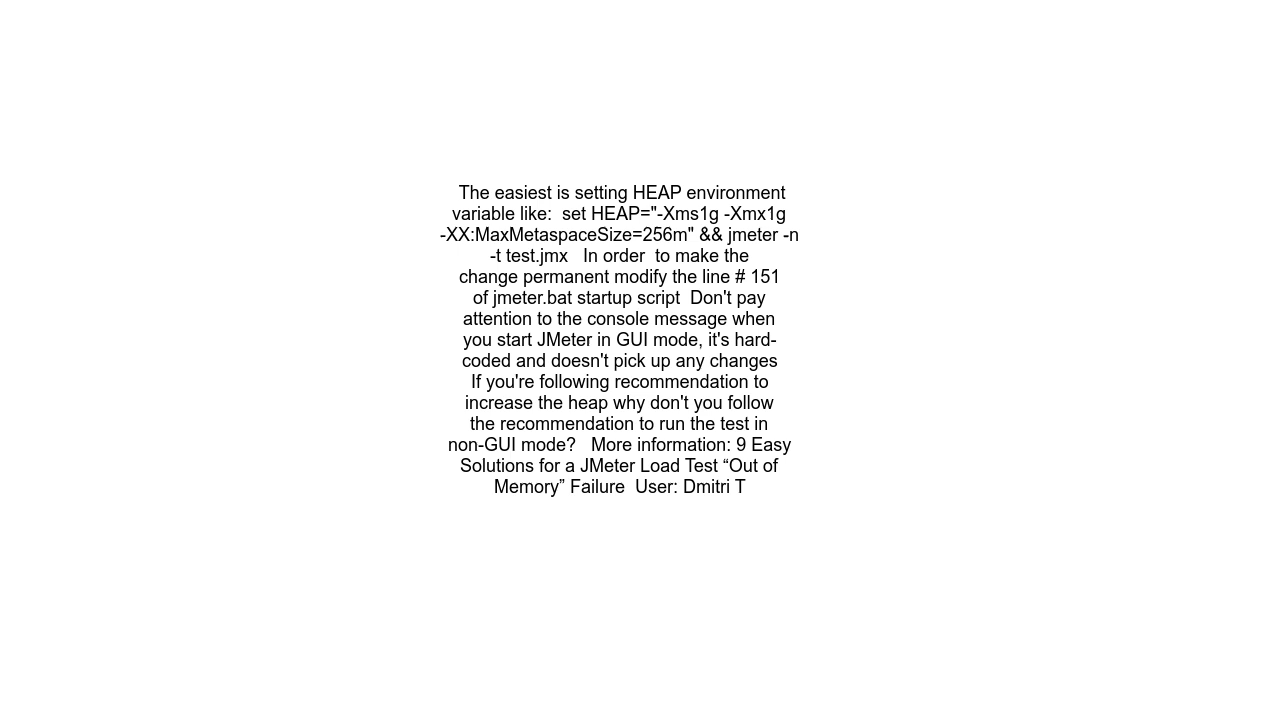 The easiest is setting HEAP environment
variable like:  set HEAP="-Xms1g -Xmx1g
-XX:MaxMetaspaceSize=256m" && jmeter -n
-t test.jmx   In order  to make the
change permanent modify the line # 151
of jmeter.bat startup script  Don't pay
attention to the console message when
you start JMeter in GUI mode, it's hard-
coded and doesn't pick up any changes
If you're following recommendation to
increase the heap why don't you follow
the recommendation to run the test in
non-GUI mode?   More information: 9 Easy
Solutions for a JMeter Load Test “Out of
Memory” Failure  User: Dmitri T